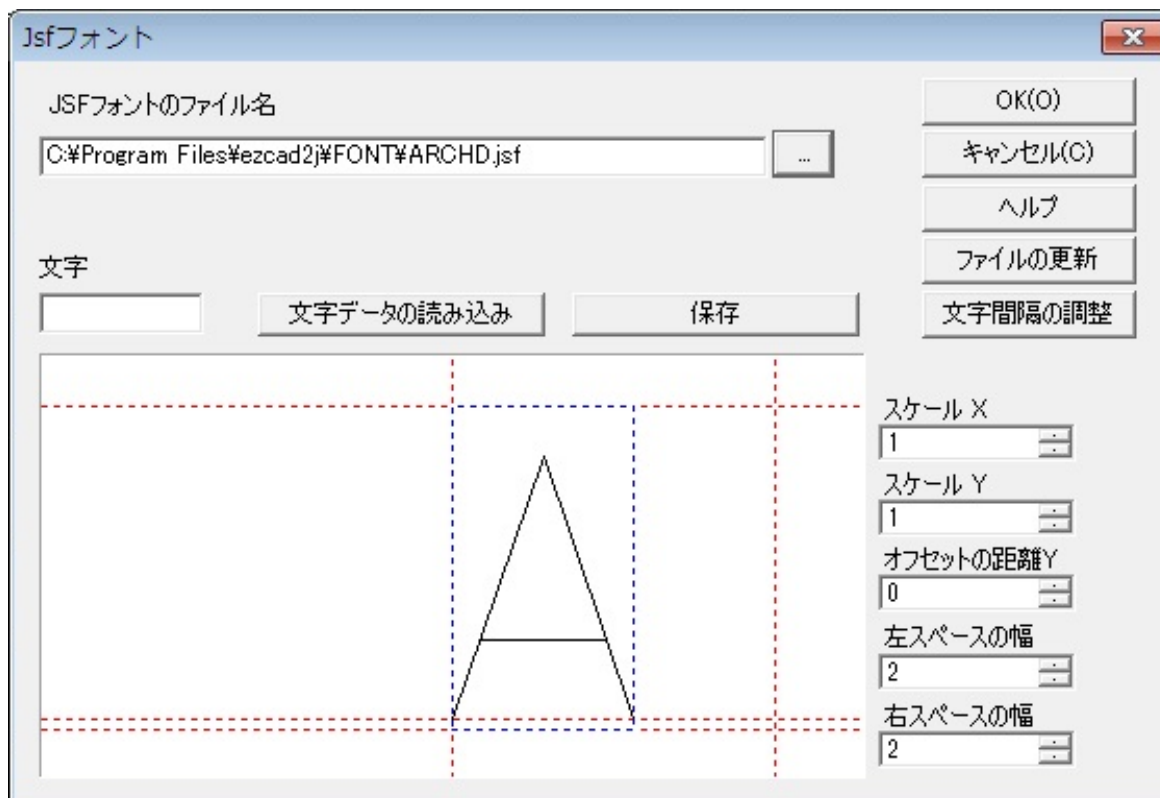 Jsfフォント
JSFフォントのファイル名
C:¥Program Files¥ezcad2j¥FONT¥ARCHD.jsf
...
OK(O)
キャンセル(C)
ヘルプ
ファイルの更新
文字間隔の調整
文字
文字データの読み込み
保存
スケール X
1
スケール Y
1
オフセットの距離Y
0
左スペースの幅
2
右スペースの幅
2
A